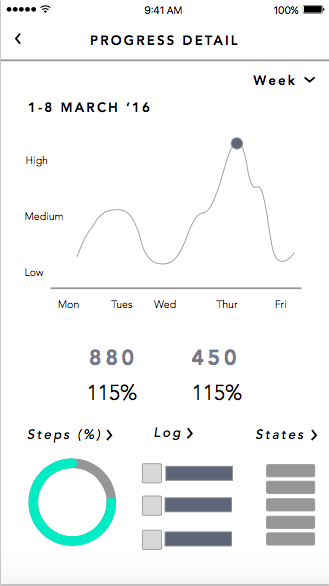 9:41 AM 100%
PROGRESS DETAIL
Week
1-8 MARCH '16
High
Medium
Low
Mon Tues Wed Thur Fri
880 450
115% 115%
Steps (%) Log States